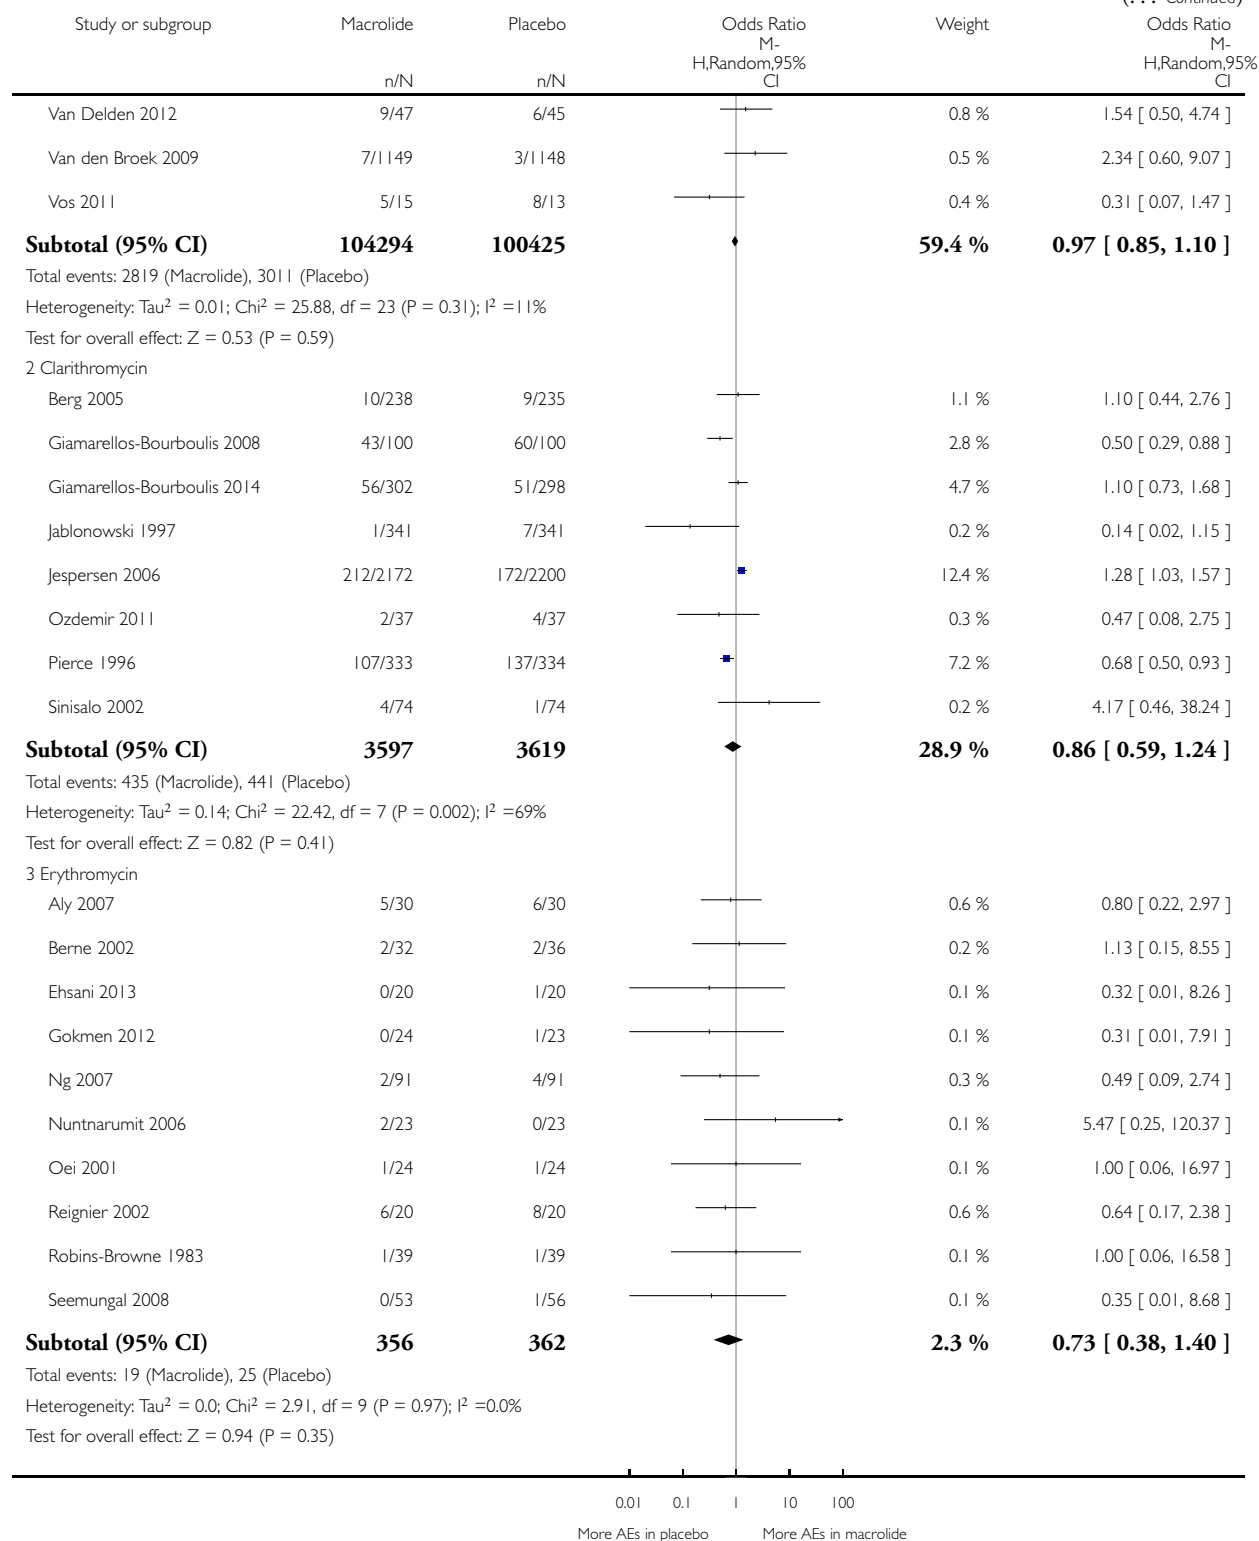 (. . . Continued)
Study or subgroup Macrolide Placebo Odds Ratio Weight Odds Ratio
M- M-
H,Random,95% H,Random,95%
n/N n/N CI CI
Van Delden 2012 9/47 6/45 0.8 % 1.54 [ 0.50, 4.74 ]
Van den Broek 2009 7/1149 3/1148 0.5 % 2.34 [ 0.60, 9.07 ]
Vos 2011 5/15 8/13 0.4 % 0.31 [ 0.07, 1.47 ]
Subtotal (95% CI) 104294 100425 59.4 % 0.97 [ 0.85, 1.10 ]
Total events: 2819 (Macrolide), 3011 (Placebo)
Heterogeneity: Tau² = 0.01; Chi² = 25.88, df = 23 (P = 0.31); I² =11%
Test for overall effect: Z = 0.53 (P = 0.59)
2 Clarithromycin
Berg 2005 10/238 9/235 1.1 % 1.10 [ 0.44, 2.76 ]
Giamarellos-Bourboulis 2008 43/100 60/100 2.8 % 0.50 [ 0.29, 0.88 ]
Giamarellos-Bourboulis 2014 56/302 51/298 4.7 % 1.10 [ 0.73, 1.68 ]
Jablonowski 1997 1/341 7/341 0.2 % 0.14 [ 0.02, 1.15 ]
Jespersen 2006 212/2172 172/2200 12.4 % 1.28 [ 1.03, 1.57 ]
Ozdemir 2011 2/37 4/37 0.3 % 0.47 [ 0.08, 2.75 ]
Pierce 1996 107/333 137/334 7.2 % 0.68 [ 0.50, 0.93 ]
Sinisalo 2002 4/74 1/74 0.2 % 4.17 [ 0.46, 38.24 ]
Subtotal (95% CI) 3597 3619 28.9 % 0.86 [ 0.59, 1.24 ]
Total events: 435 (Macrolide), 441 (Placebo)
Heterogeneity: Tau² = 0.14; Chi² = 22.42, df = 7 (P = 0.002); I² =69%
Test for overall effect: Z = 0.82 (P = 0.41)
3 Erythromycin
Aly 2007 5/30 6/30 0.6 % 0.80 [ 0.22, 2.97 ]
Berne 2002 2/32 2/36 0.2 % 1.13 [ 0.15, 8.55 ]
Ehsani 2013 0/20 1/20 0.1 % 0.32 [ 0.01, 8.26 ]
Gokmen 2012 0/24 1/23 0.1 % 0.31 [ 0.01, 7.91 ]
Ng 2007 2/91 4/91 0.3 % 0.49 [ 0.09, 2.74 ]
Nuntnarumit 2006 2/23 0/23 0.1 % 5.47 [ 0.25, 120.37 ]
Oei 2001 1/24 1/24 0.1 % 1.00 [ 0.06, 16.97 ]
Reignier 2002 6/20 8/20 0.6 % 0.64 [ 0.17, 2.38 ]
Robins-Browne 1983 1/39 1/39 0.1 % 1.00 [ 0.06, 16.58 ]
Seemungal 2008 0/53 1/56 0.1 % 0.35 [ 0.01, 8.68 ]
Subtotal (95% CI) 356 362 2.3 % 0.73 [ 0.38, 1.40 ]
Total events: 19 (Macrolide), 25 (Placebo)
Heterogeneity: Tau² = 0.0; Chi² = 2.91, df = 9 (P = 0.97); I² =0.0%
Test for overall effect: Z = 0.94 (P = 0.35)
0.01 0.1 1 10 100
More AEs in placebo More AEs in macrolide